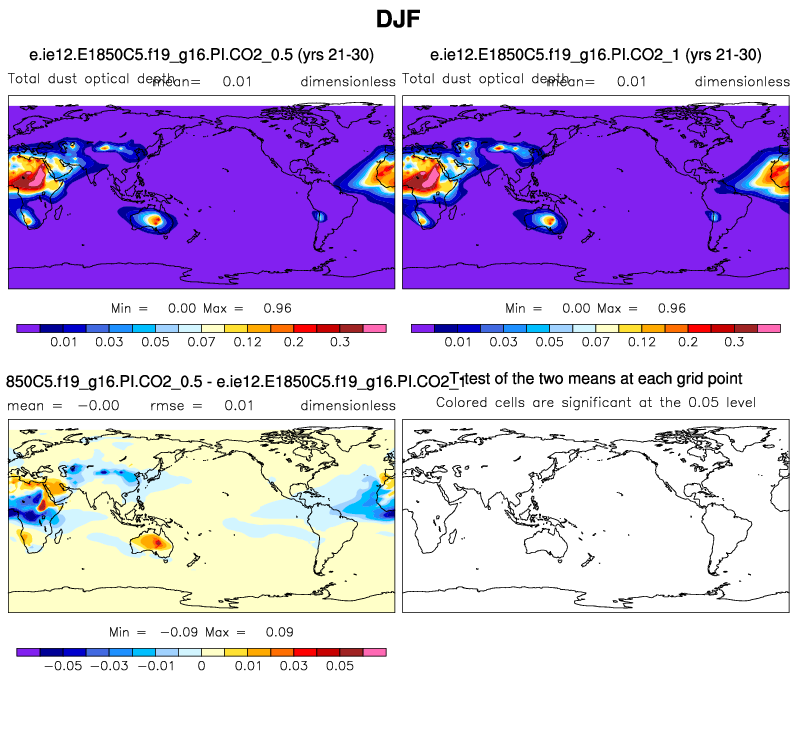 DJF
e.ie12.E1850C5.f19_g16.PI.CO2_0.5 (yrs 21-30)
Total dust optical depth mean= 0.01 dimensionless
Min = 0.00 Max = 0.96
0.01 0.03 0.05 0.07 0.12 0.2 0.3
e.ie12.E1850C5.f19_g16.PI.CO2_1 (yrs 21-30)
Total dust optical depth mean= 0.01 dimensionless
Min = 0.00 Max = 0.96
0.01 0.03 0.05 0.07 0.12 0.2 0.3
850C5.f19_g16.PI.CO2_0.5 - e.ie12.E1850C5.f19_g16.PI.CO2_1
mean = -0.00 rmse = 0.01 dimensionless
Min = -0.09 Max = 0.09
-0.05 -0.03 -0.01 0 0.01 0.03 0.05
T-test of the two means at each grid point
Colored cells are significant at the 0.05 level